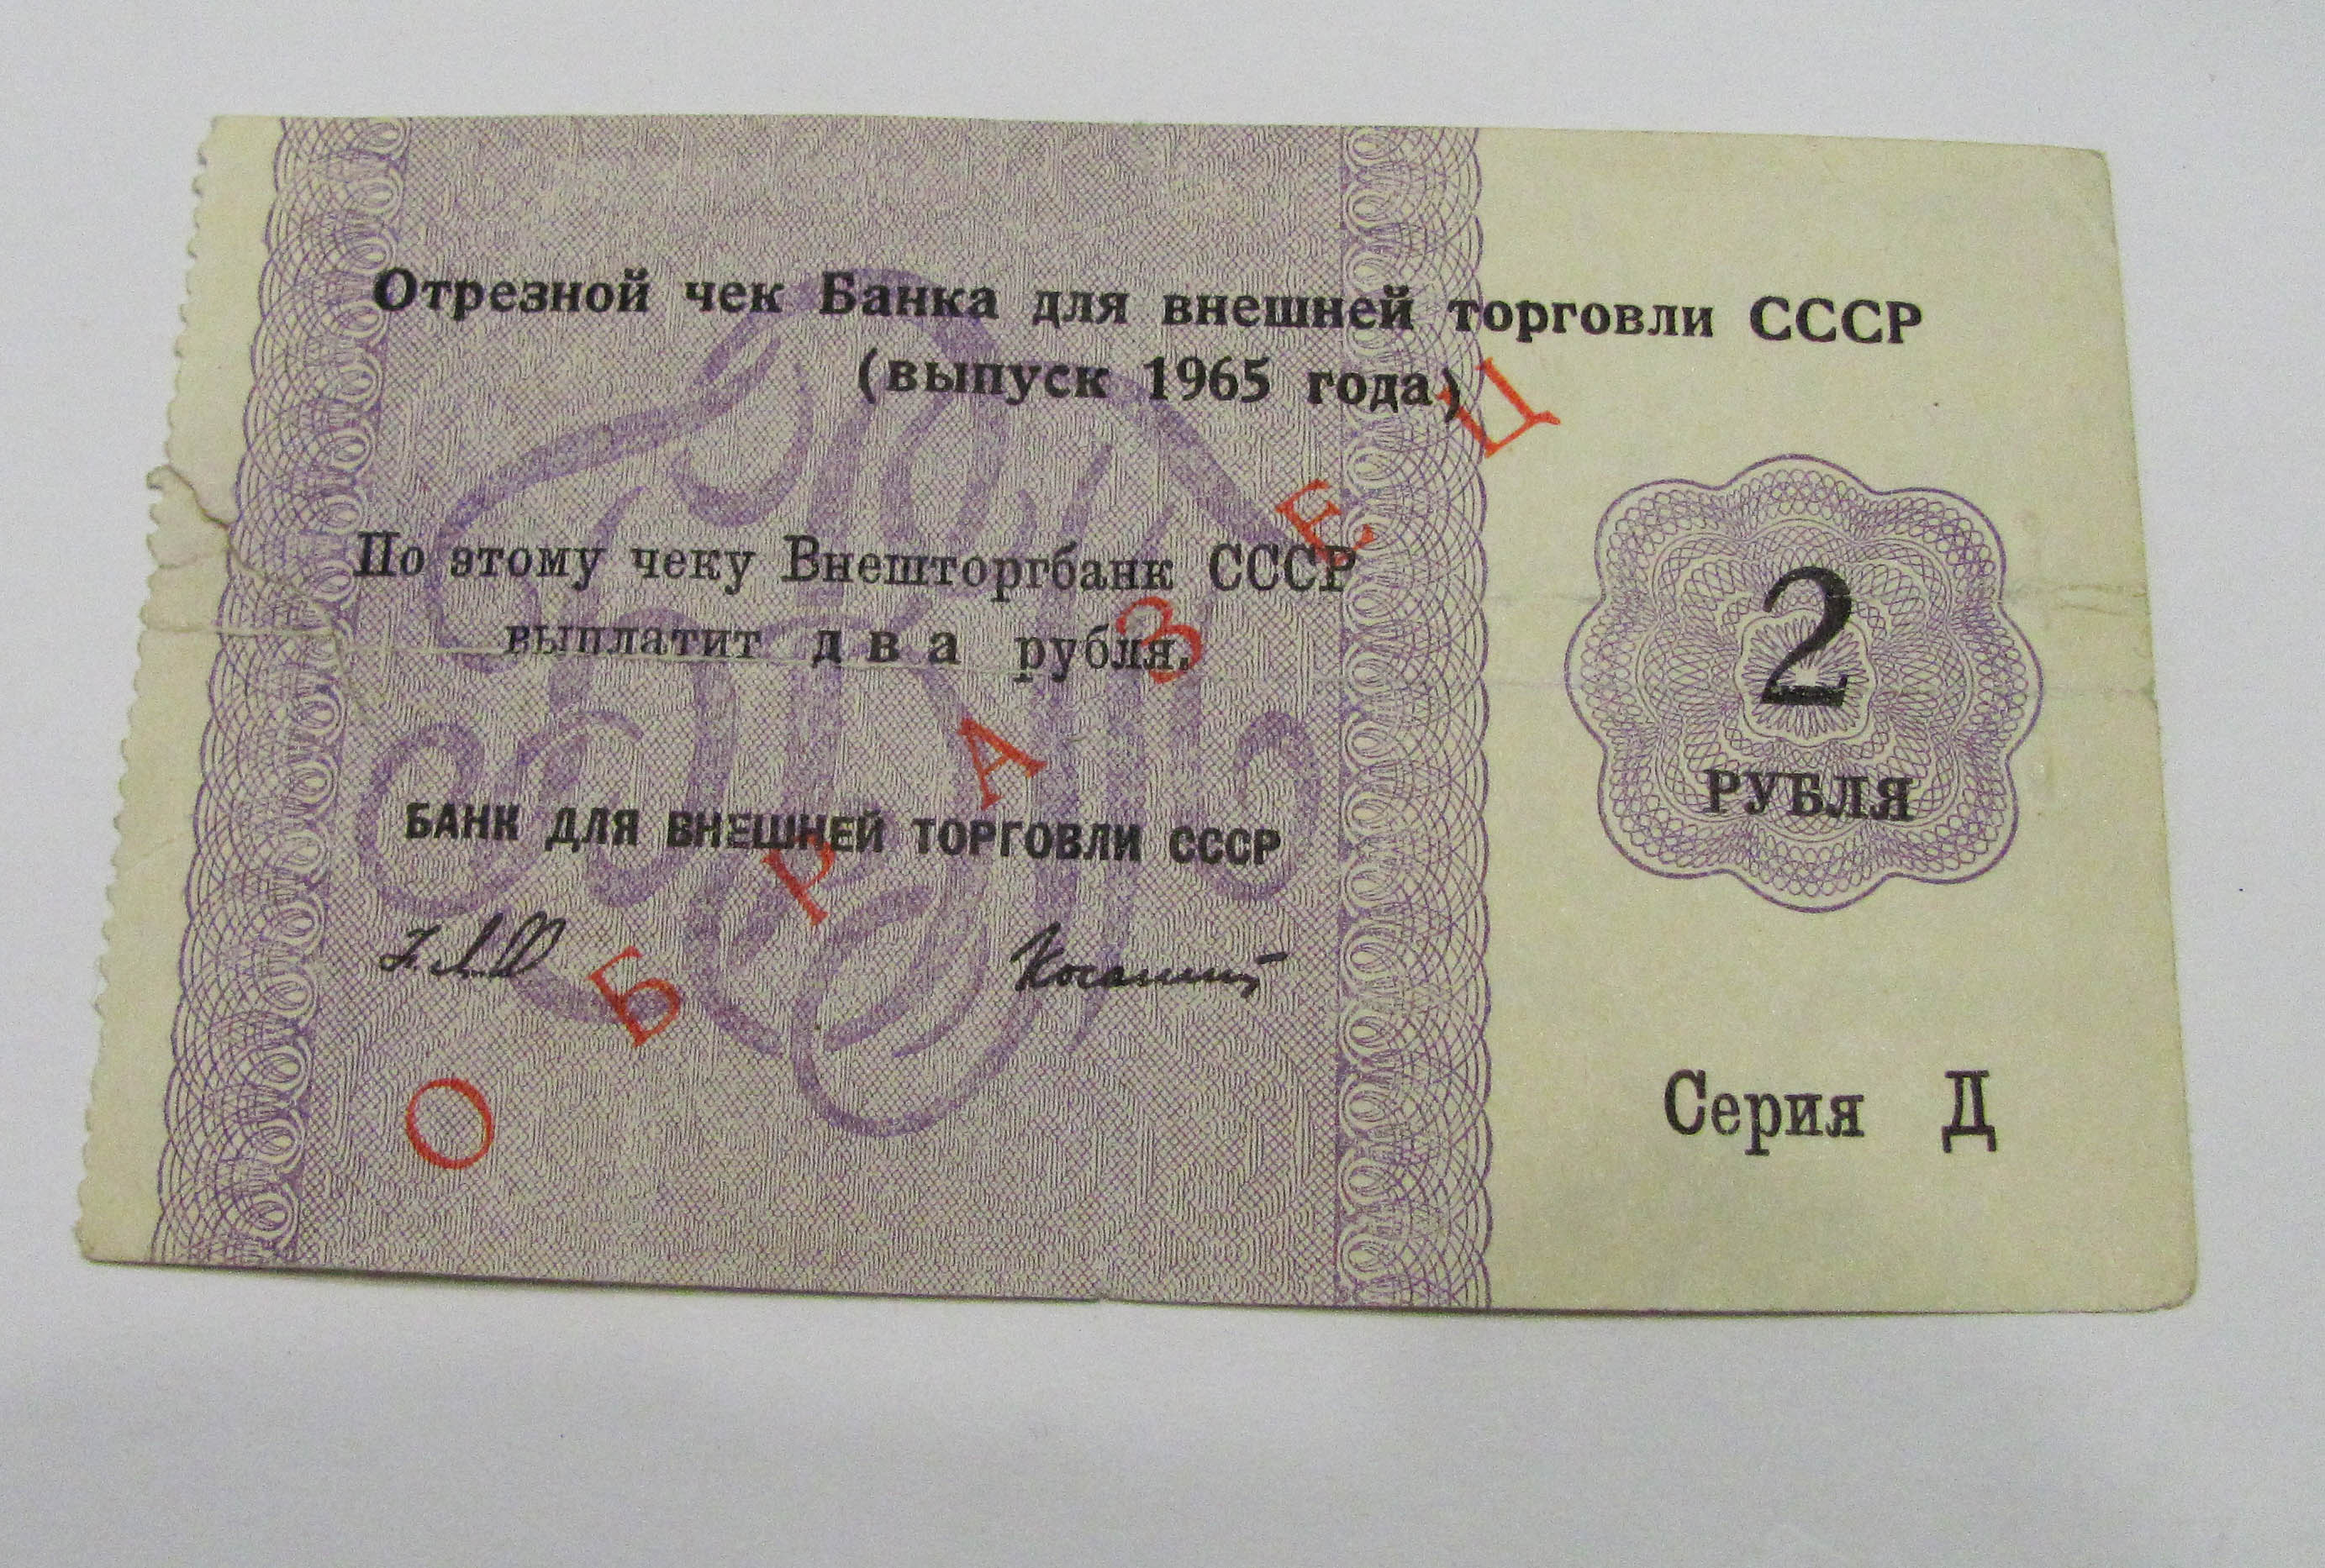 Отрезной чек Банка для внешней торговли СССР
(выпуск 1965 года)
По этому чеку Внешторгбанк СССР
выплатит два рубля.
БАНК ДЛЯ ВНЕШНЕЙ ТОРГОВЛИ СССР
ОБРАЗЕЦ
2
РУБЛЯ
Серия Д